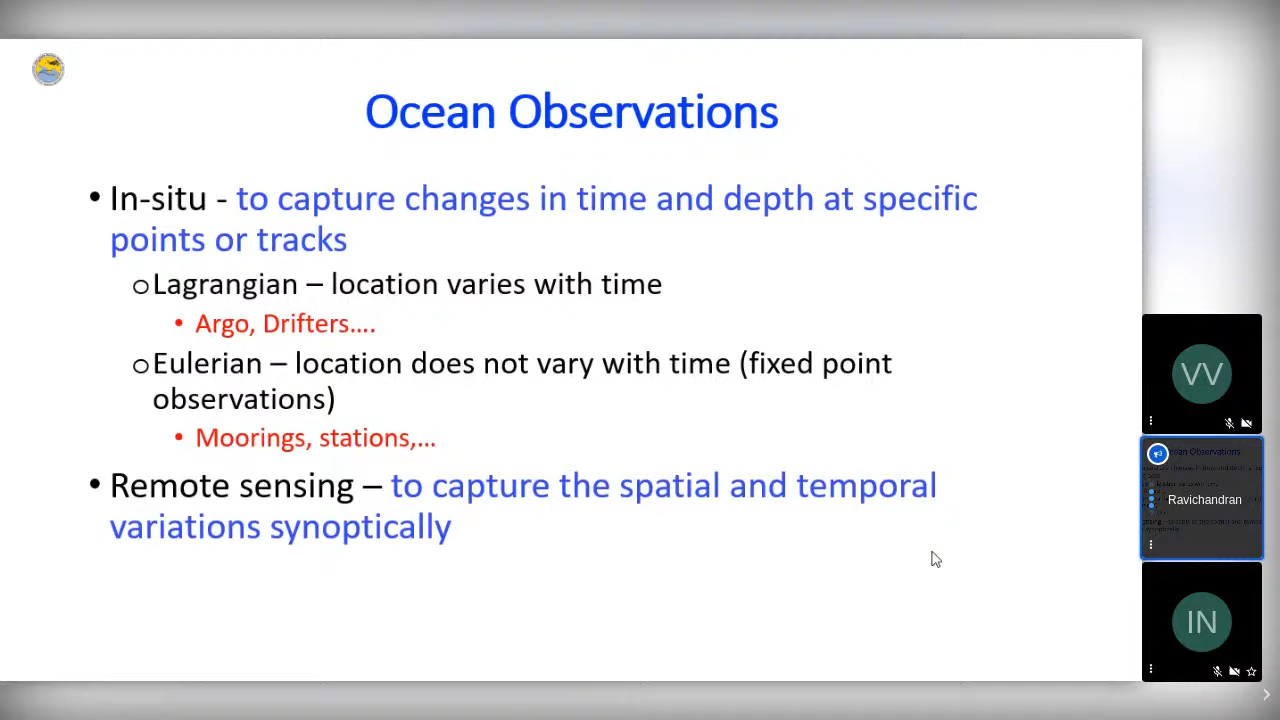 Ocean Observations
• In-situ - to capture changes in time and depth at specific
points or tracks
o Lagrangian – location varies with time
• Argo, Drifters….
o Eulerian – location does not vary with time (fixed point
observations)
• Moorings, stations,…
• Remote sensing – to capture the spatial and temporal
variations synoptically
VV
Ravichandran
IN